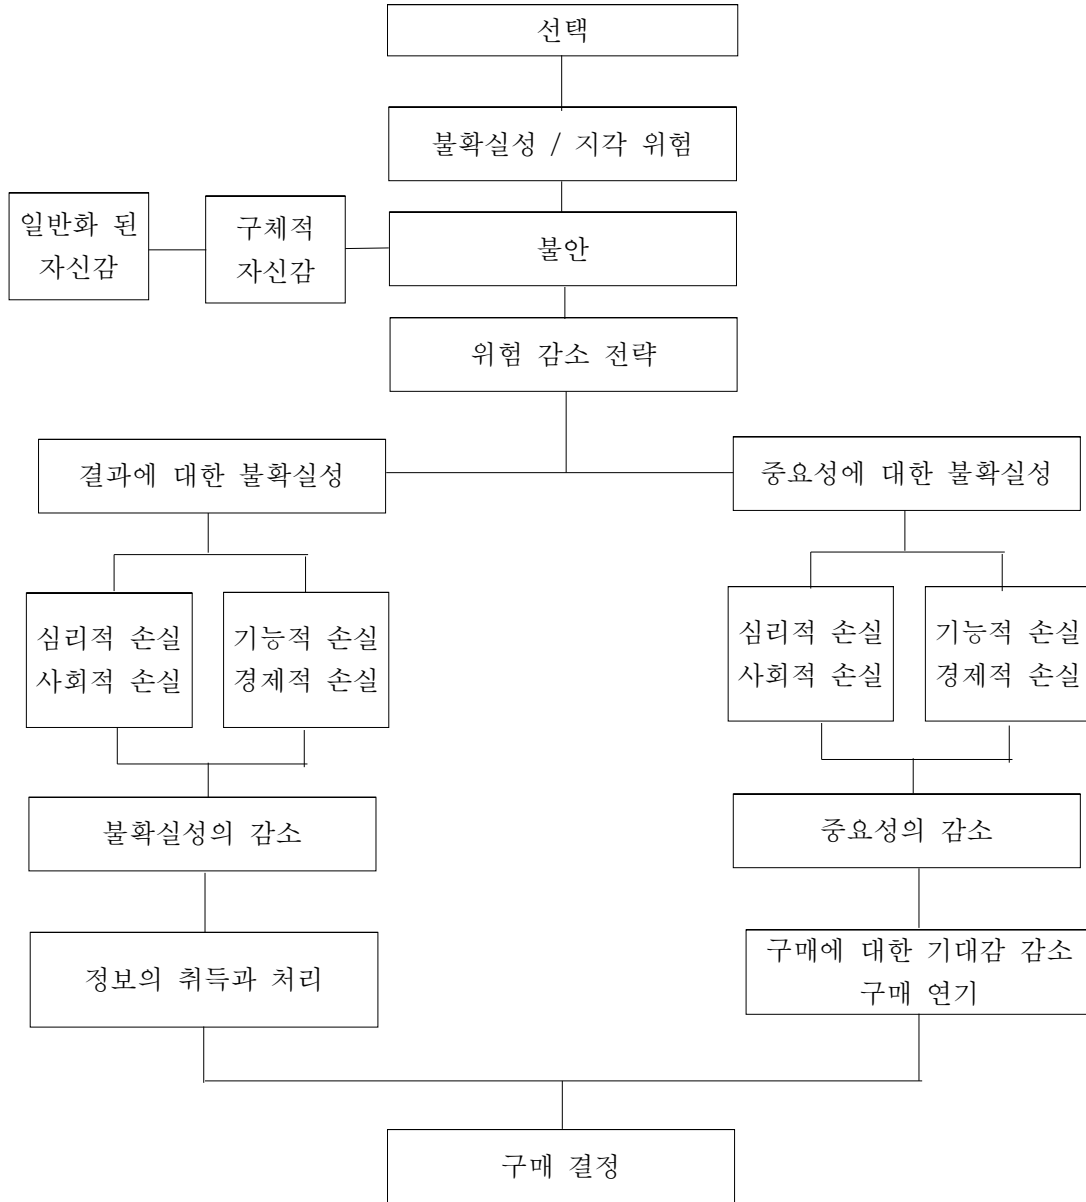 선택
불확실성 / 지각 위험
일반화 된
자신감
구체적
자신감
불안
위험 감소 전략
결과에 대한 불확실성
중요성에 대한 불확실성
심리적 손실
사회적 손실
기능적 손실
경제적 손실
심리적 손실
사회적 손실
기능적 손실
경제적 손실
불확실성의 감소
중요성의 감소
정보의 취득과 처리
구매에 대한 기대감 감소
구매 연기
구매 결정